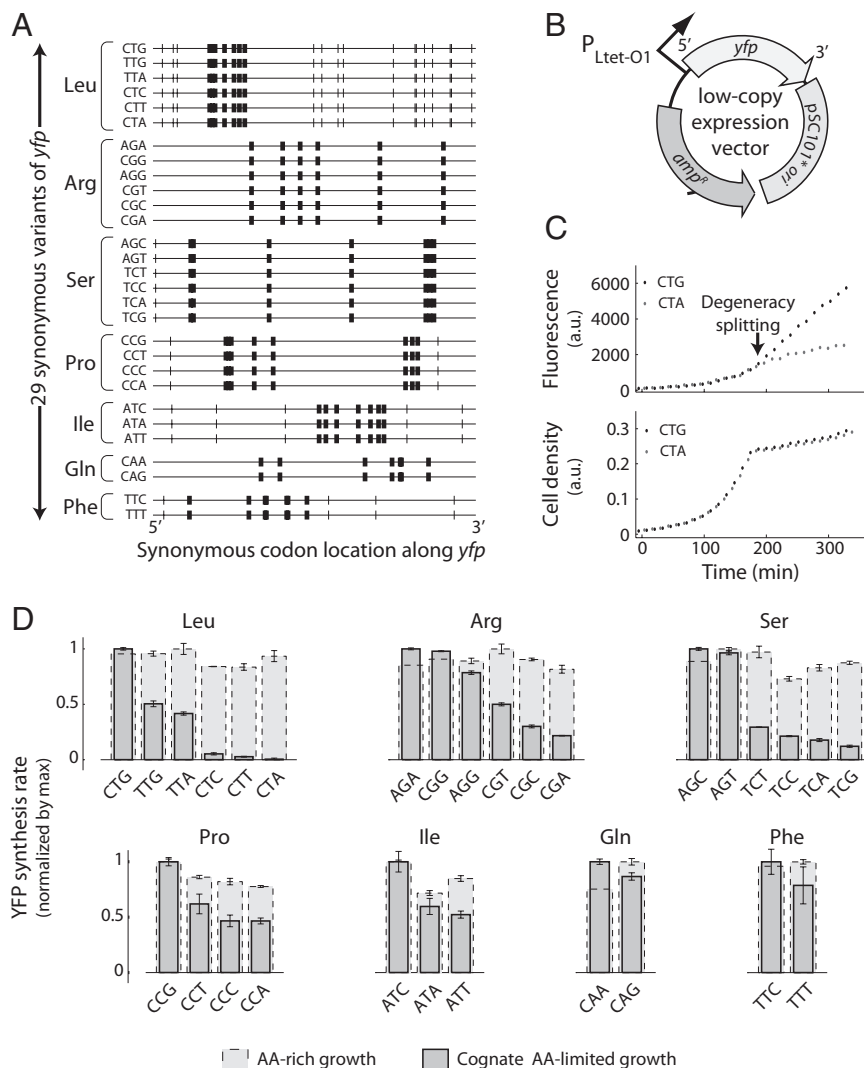 A
29 synonymous variants of yfp
Leu
CTG
TTG
TTA
CTC
CTT
CTA
Arg
AGA
CGG
AGG
CGT
CGC
CGA
Ser
AGC
AGT
TCT
TCC
TCA
TCG
Pro
CCG
CCT
CCC
CCA
Ile
ATC
ATA
ATT
Gln
CAA
CAG
Phe
TTC
TTT
5′ 3′
Synonymous codon location along yfp
B
PLtet-O1
5′
yfp
3′
low-copy
expression
vector
pSC101* ori
ampR
C
Fluorescence
(a.u.)
6000
4000
2000
0
CTG
CTA
Degeneracy
splitting
Cell density
(a.u.)
0.3
0.2
0.1
0
CTG
CTA
0 100 200 300
Time (min)
D
YFP synthesis rate
(normalized by max)
Leu
1
0.5
0
CTG TTG TTA CTC CTT CTA
Arg
AGA CGG AGG CGT CGC CGA
Ser
AGC AGT TCT TCC TCA TCG
Pro
1
0.5
0
CCG CCT CCC CCA
Ile
ATC ATA ATT
Gln
CAA CAG
Phe
TTC TTT
AA-rich growth
Cognate AA-limited growth